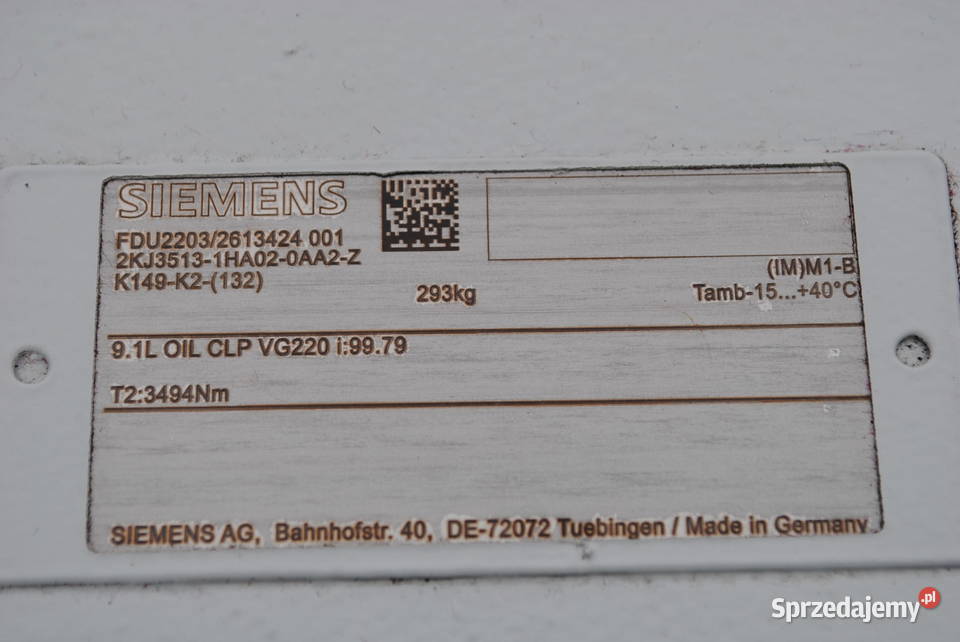 SIEMENS
FDU2203/2613424 001
2KJ3513-1HA02-0AA2-Z
K149-K2-(132)
293kg
(IM)M1-B
Tamb-15...+40°C
9.1L OIL CLP VG220 i:99.79
T2:3494Nm
SIEMENS AG, Bahnhofstr. 40, DE-72072 Tuebingen / Made in Germany
Sprzedajemy.pl